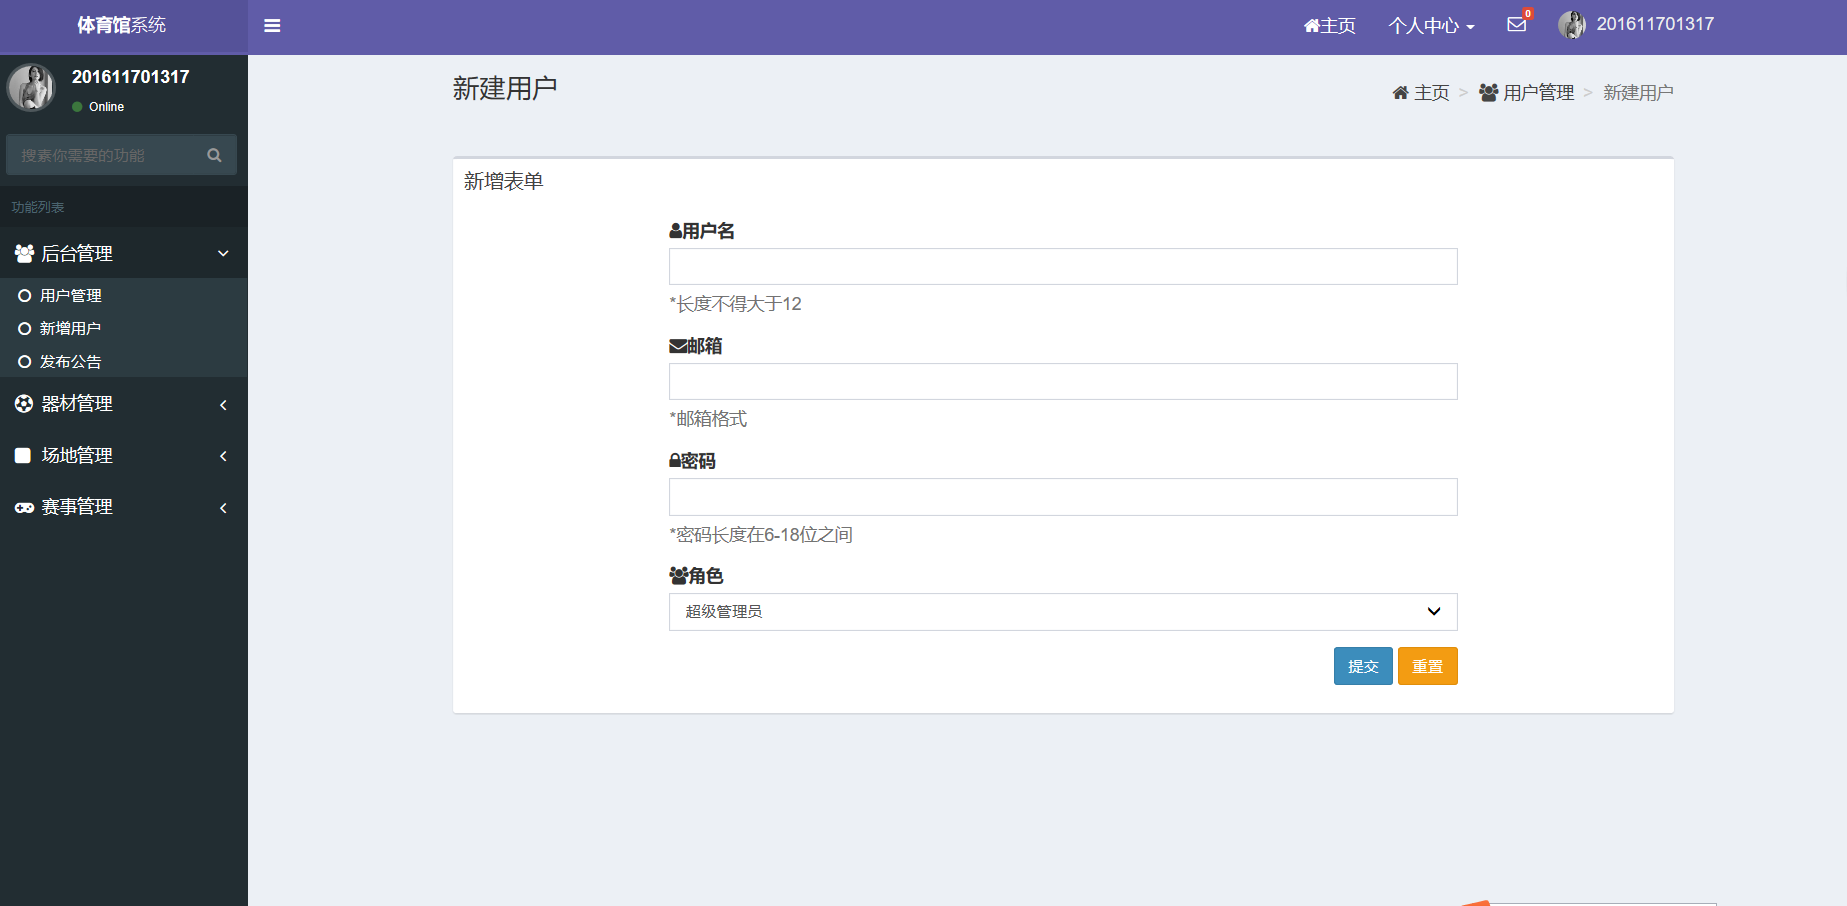 体育馆系统
主页
个人中心
0
201611701317
201611701317
Online
搜素你需要的功能
功能列表
后台管理
用户管理
新增用户
发布公告
器材管理
场地管理
赛事管理
新建用户
主页 > 用户管理 > 新建用户
新增表单
用户名
*长度不得大于12
邮箱
*邮箱格式
密码
*密码长度在6-18位之间
角色
超级管理员
提交 重置